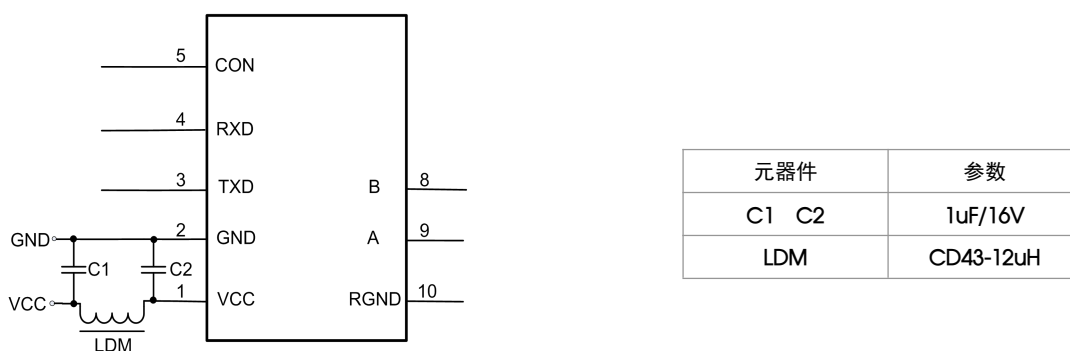 5
CON
4
RXD
3
TXD
B
8
GND
2
GND
A
9
C1
C2
VCC
1
VCC
RGND
10
LDM
元器件 参数
C1 C2 1uF/16V
LDM CD43-12uH